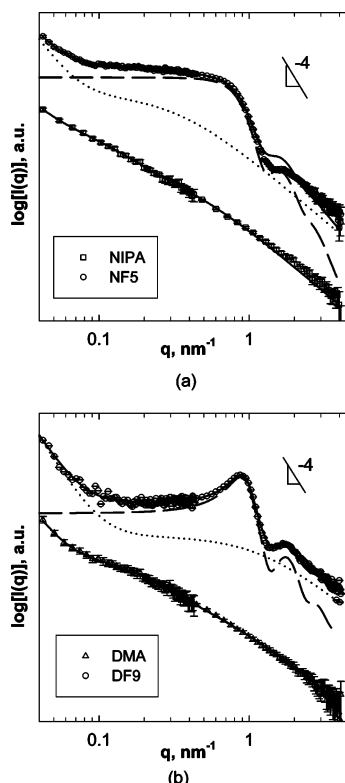 log[I(q)], a.u.
-4
NIPA
NF5
0.1
1
q, nm⁻¹
(a)
log[I(q)], a.u.
-4
DMA
DF9
0.1
1
q, nm⁻¹
(b)